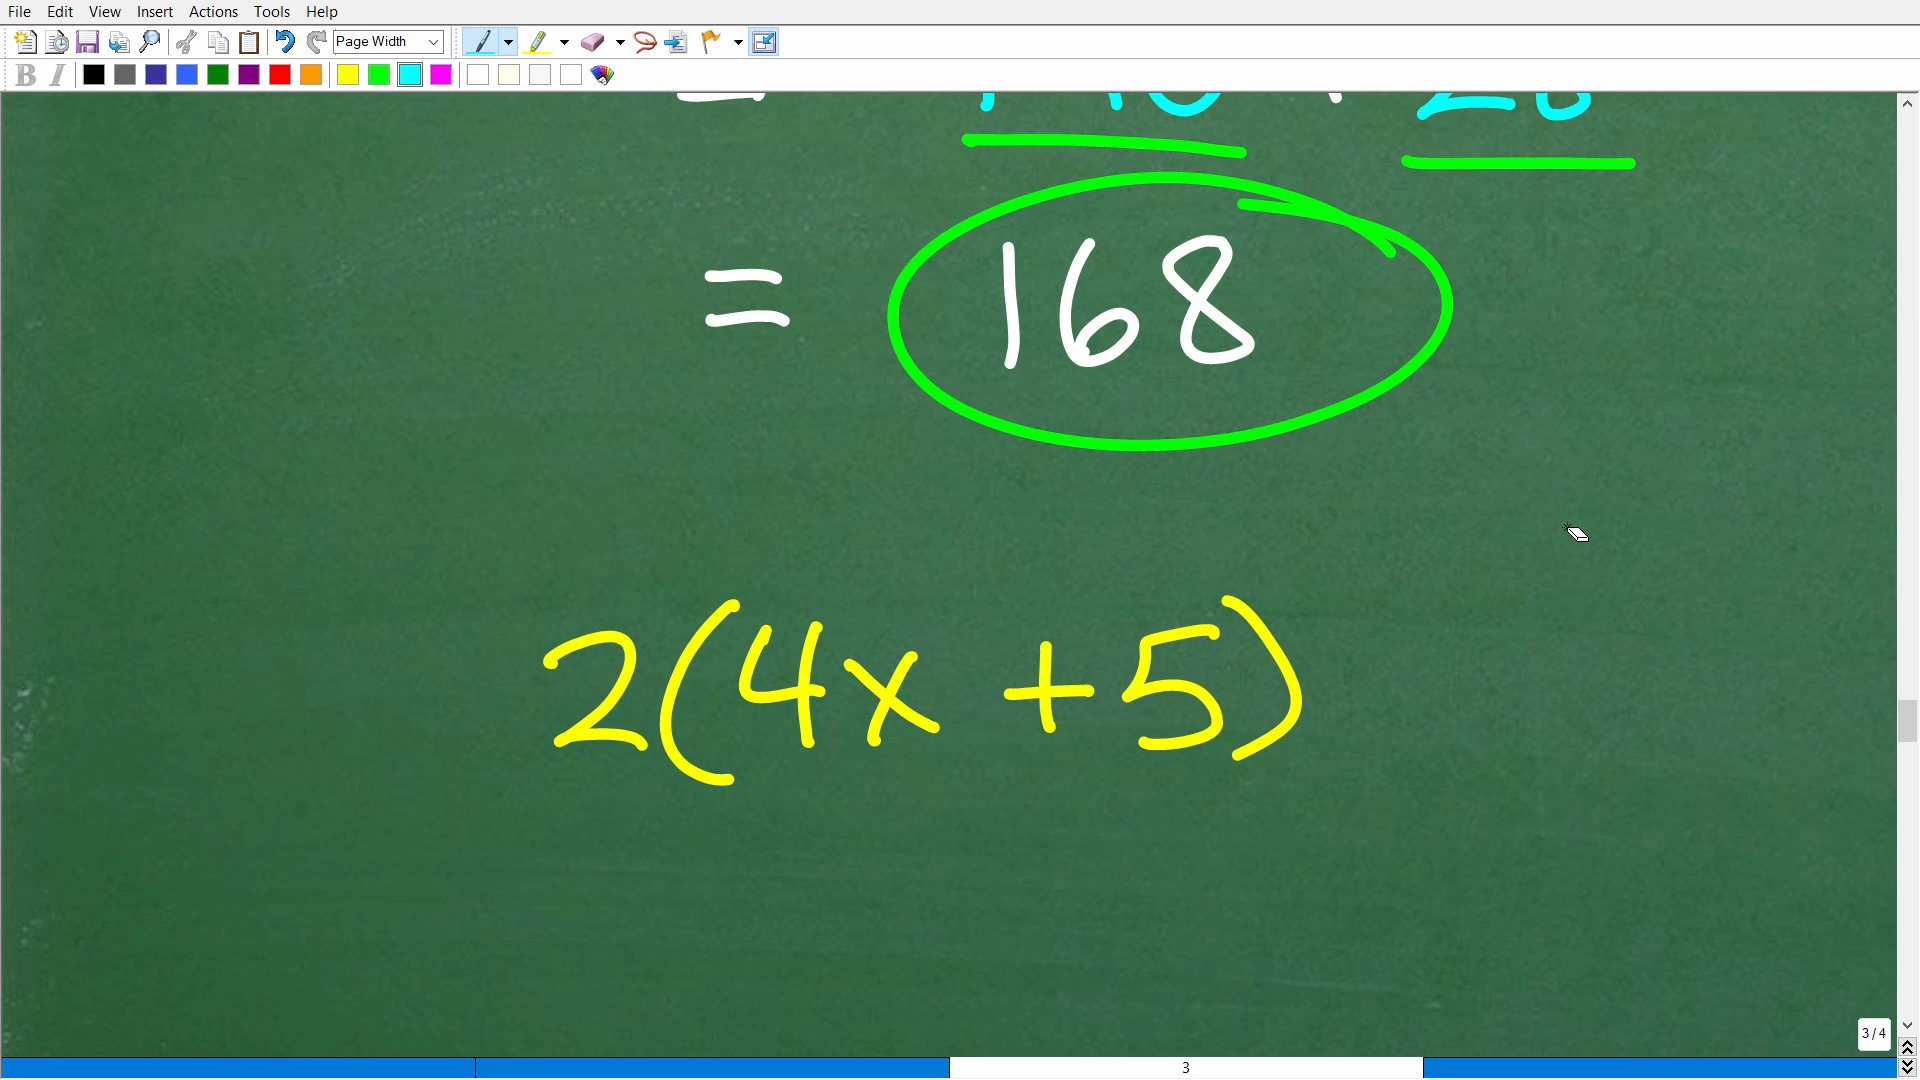 File Edit View Insert Actions Tools Help
Page Width
B I
= 168
2(4x + 5)
3 / 4
3